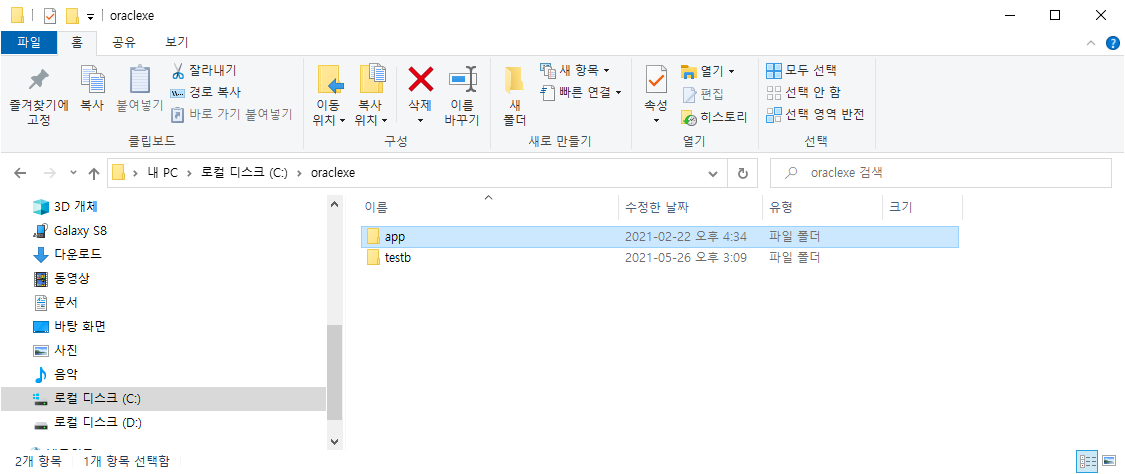 oraclexe
파일 홈 공유 보기
즐겨찾기에 고정
복사
붙여넣기
잘라내기
경로 복사
바로 가기 붙여넣기
클립보드
이동 위치
복사 위치
삭제
이름 바꾸기
구성
새 폴더
새 항목
빠른 연결
새로 만들기
속성
열기
편집
히스토리
열기
모두 선택
선택 안 함
선택 영역 반전
선택
내 PC > 로컬 디스크 (C:) > oraclexe
oraclexe 검색
이름 수정한 날짜 유형 크기
app 2021-02-22 오후 4:34 파일 폴더
testb 2021-05-26 오후 3:09 파일 폴더
3D 개체
Galaxy S8
다운로드
동영상
문서
바탕 화면
사진
음악
로컬 디스크 (C:)
로컬 디스크 (D:)
2개 항목 1개 항목 선택함